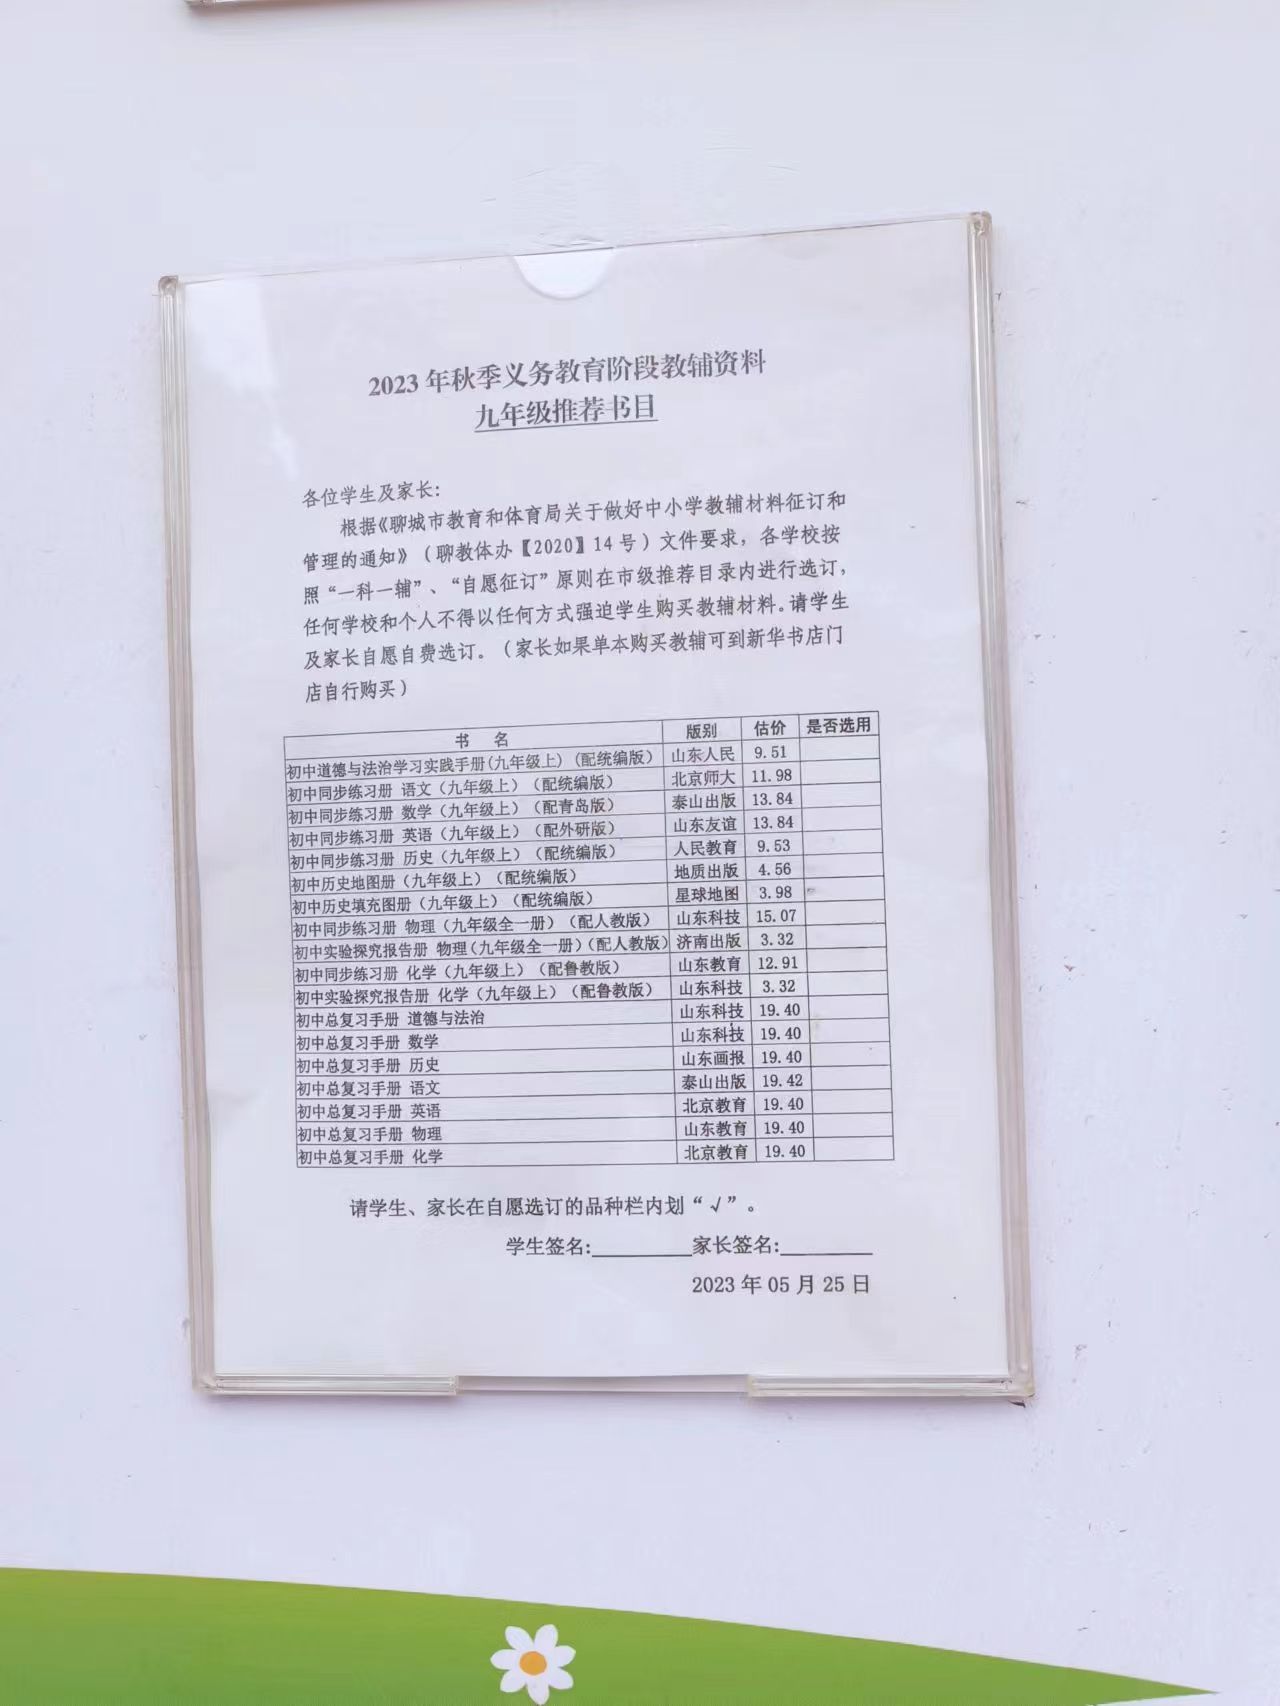 2023 年秋季义务教育阶段教辅资料
九年级推荐书目
各位学生及家长：
根据《聊城市教育和体育局关于做好中小学教辅材料征订和
管理的通知》（聊教体办【2020】14 号）文件要求，各学校按
照“一科一辅”、“自愿征订”原则在市级推荐目录内进行选订，
任何学校和个人不得以任何方式强迫学生购买教辅材料。请学生
及家长自愿自费选订。（家长如果单本购买教辅可到新华书店门
店自行购买）
书 名 版别 估价 是否选用
初中道德与法治学习实践手册(九年级上)(配统编版) 山东人民 9.51
初中同步练习册 语文（九年级上）（配统编版） 北京师大 11.98
初中同步练习册 数学（九年级上）（配青岛版） 泰山出版 13.84
初中同步练习册 英语（九年级上）（配外研版） 山东友谊 13.84
初中同步练习册 历史（九年级上）（配统编版） 人民教育 9.53
初中历史地图册（九年级上）（配统编版） 地质出版 4.56
初中历史填充图册（九年级上）（配统编版） 星球地图 3.98
初中同步练习册 物理（九年级全一册）（配人教版） 山东科技 15.07
初中实验探究报告册 物理(九年级全一册)(配人教版) 济南出版 3.32
初中同步练习册 化学（九年级上）（配鲁教版） 山东教育 12.91
初中实验探究报告册 化学（九年级上）（配鲁教版） 山东科技 3.32
初中总复习手册 道德与法治 山东科技 19.40
初中总复习手册 数学 山东科技 19.40
初中总复习手册 历史 山东画报 19.40
初中总复习手册 语文 泰山出版 19.42
初中总复习手册 英语 北京教育 19.40
初中总复习手册 物理 山东教育 19.40
初中总复习手册 化学 北京教育 19.40
请学生、家长在自愿选订的品种栏内划“√”。
学生签名:__________家长签名:__________
2023 年 05 月 25 日